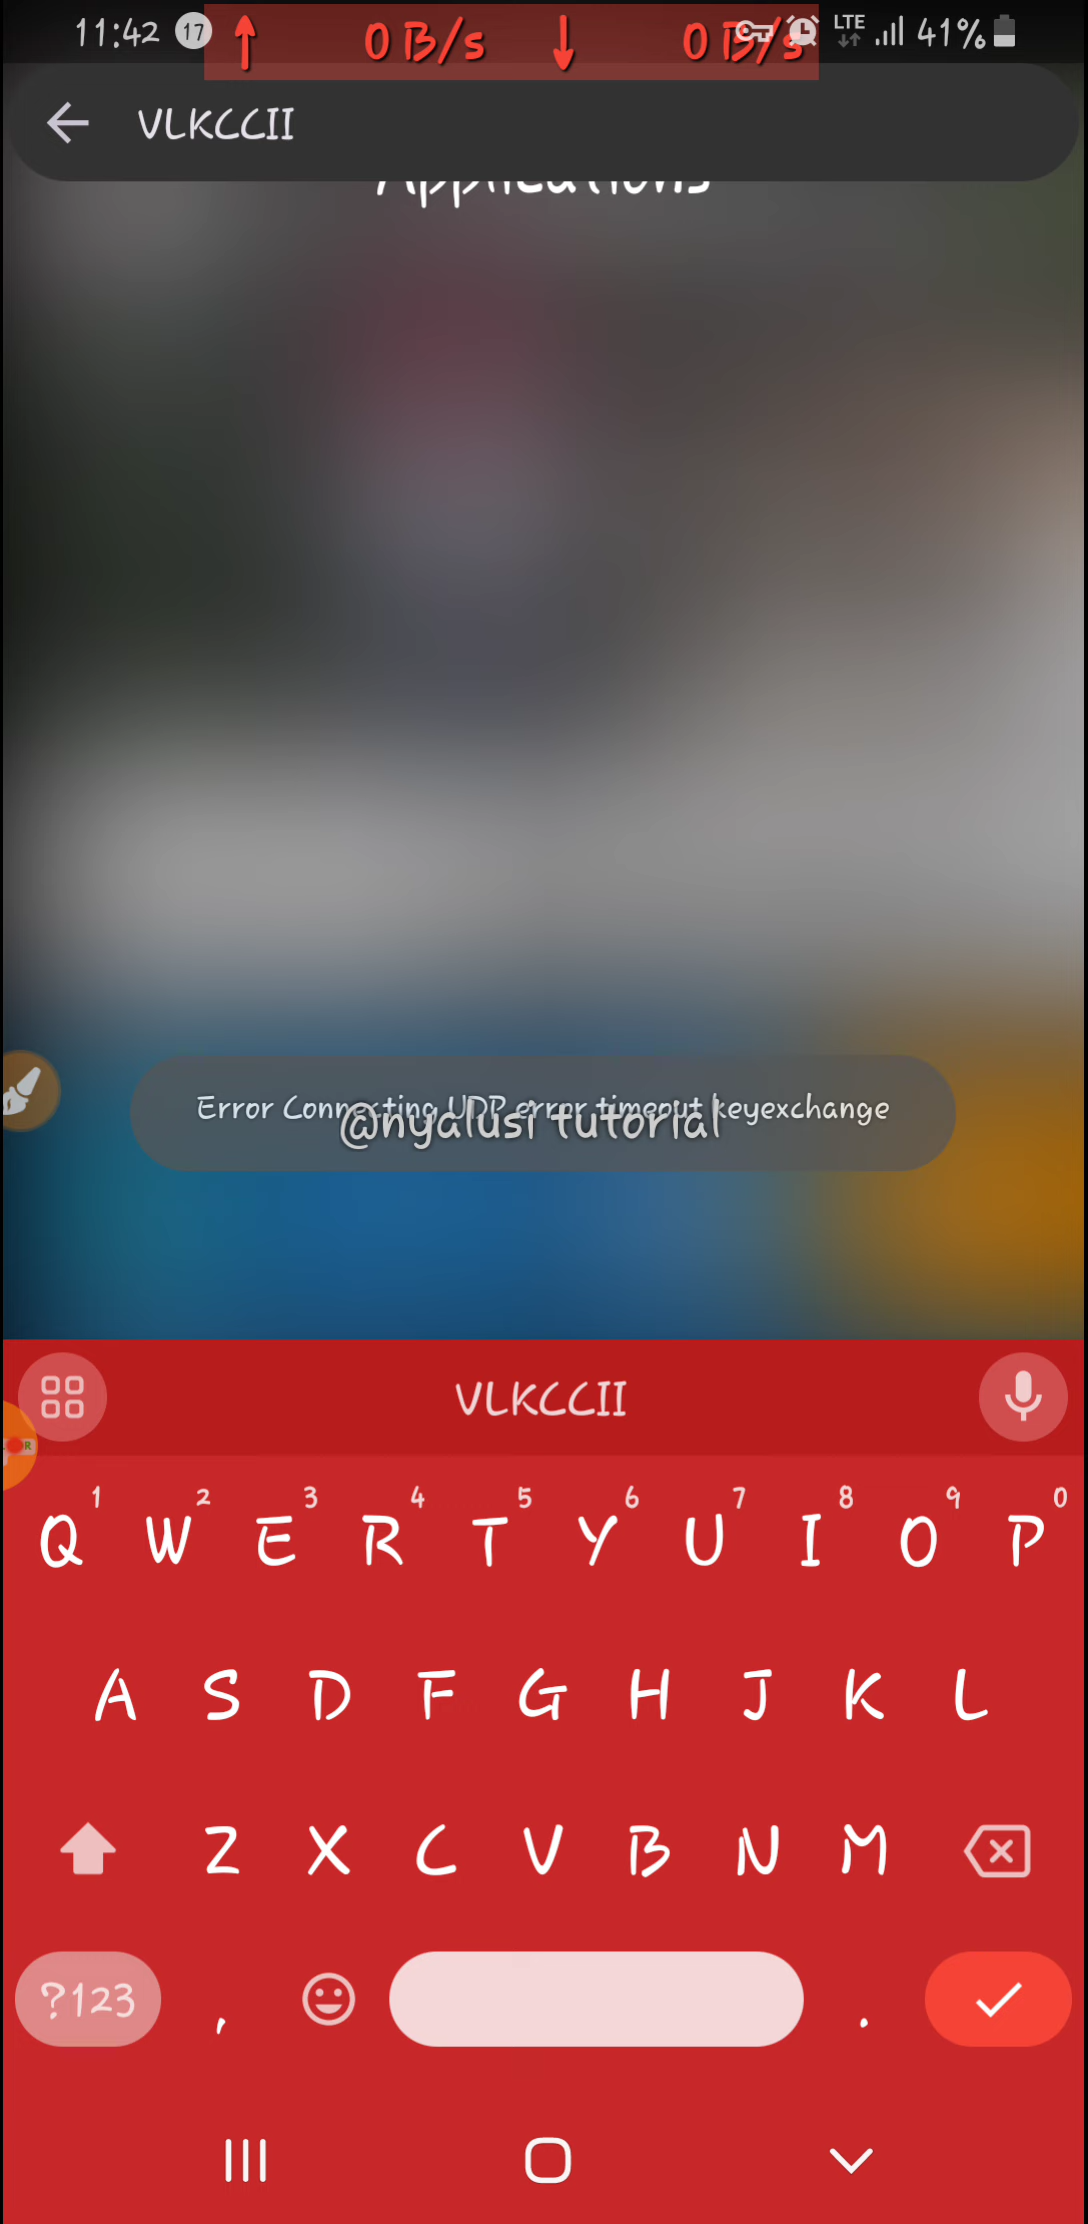 11:42 17 0 B/s 0 B/s LTE 41%
VLKCCII
Applications
Error Connecting UDP error timeout keyexchange
@nyalusi tutorial
VLKCCII
1 2 3 4 5 6 7 8 9 0
Q W E R T Y U I O P
A S D F G H J K L
Z X C V B N M
?123 , .